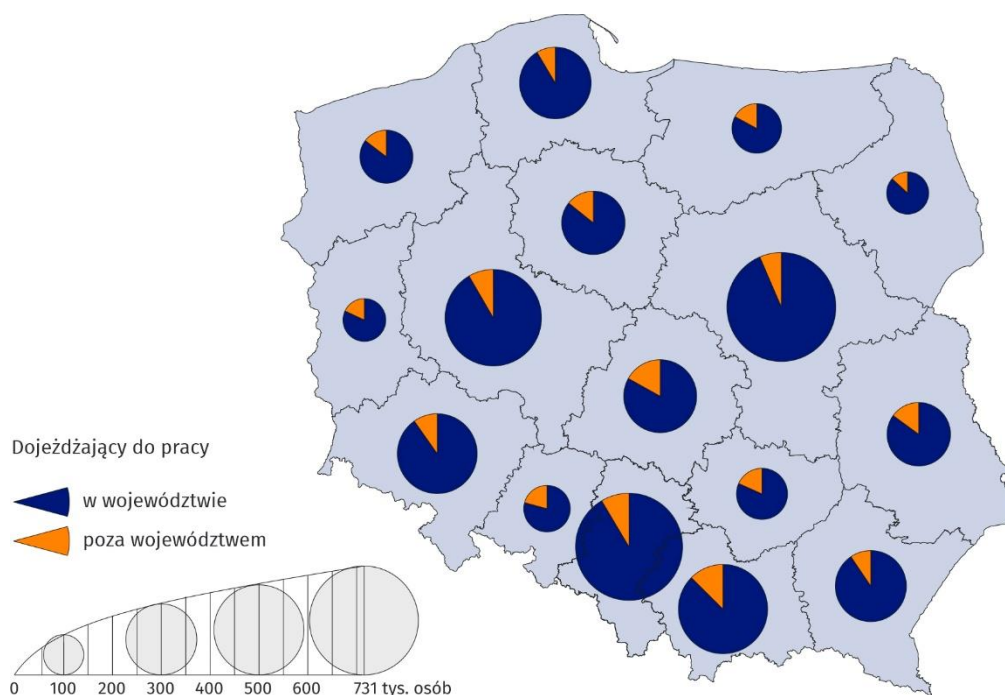 Dojeżdżający do pracy
w województwie
poza województwem
0 100 200 300 400 500 600 731 tys. osób